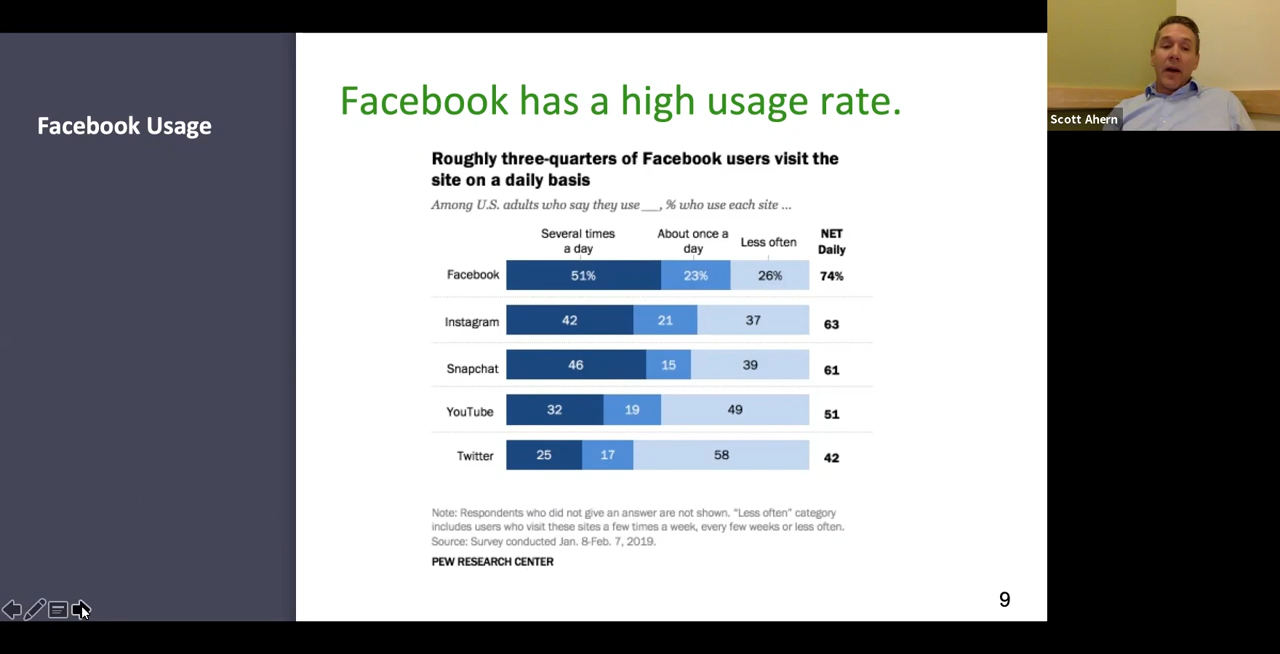 Facebook Usage
Facebook has a high usage rate.
Scott Ahern
Roughly three-quarters of Facebook users visit the
site on a daily basis
Among U.S. adults who say they use___, % who use each site ...
Several times
a day
About once a
day
Less often
NET
Daily
Facebook 51% 23% 26% 74%
Instagram 42 21 37 63
Snapchat 46 15 39 61
YouTube 32 19 49 51
Twitter 25 17 58 42
Note: Respondents who did not give an answer are not shown. “Less often” category
includes users who visit these sites a few times a week, every few weeks or less often.
Source: Survey conducted Jan. 8-Feb. 7, 2019.
PEW RESEARCH CENTER
9